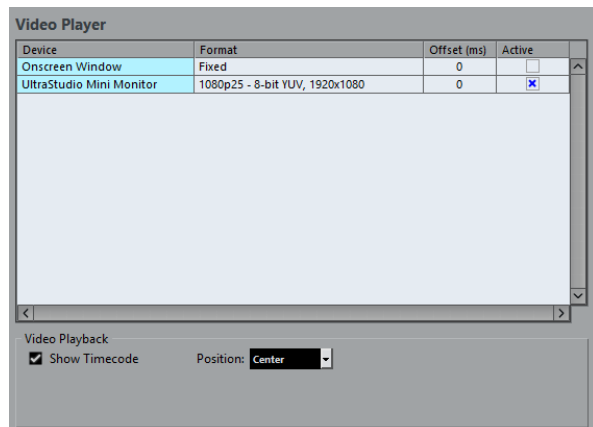 Video Player
Device Format Offset (ms) Active
Onscreen Window Fixed 0
UltraStudio Mini Monitor 1080p25 - 8-bit YUV, 1920x1080 0
Video Playback
Show Timecode Position: Center